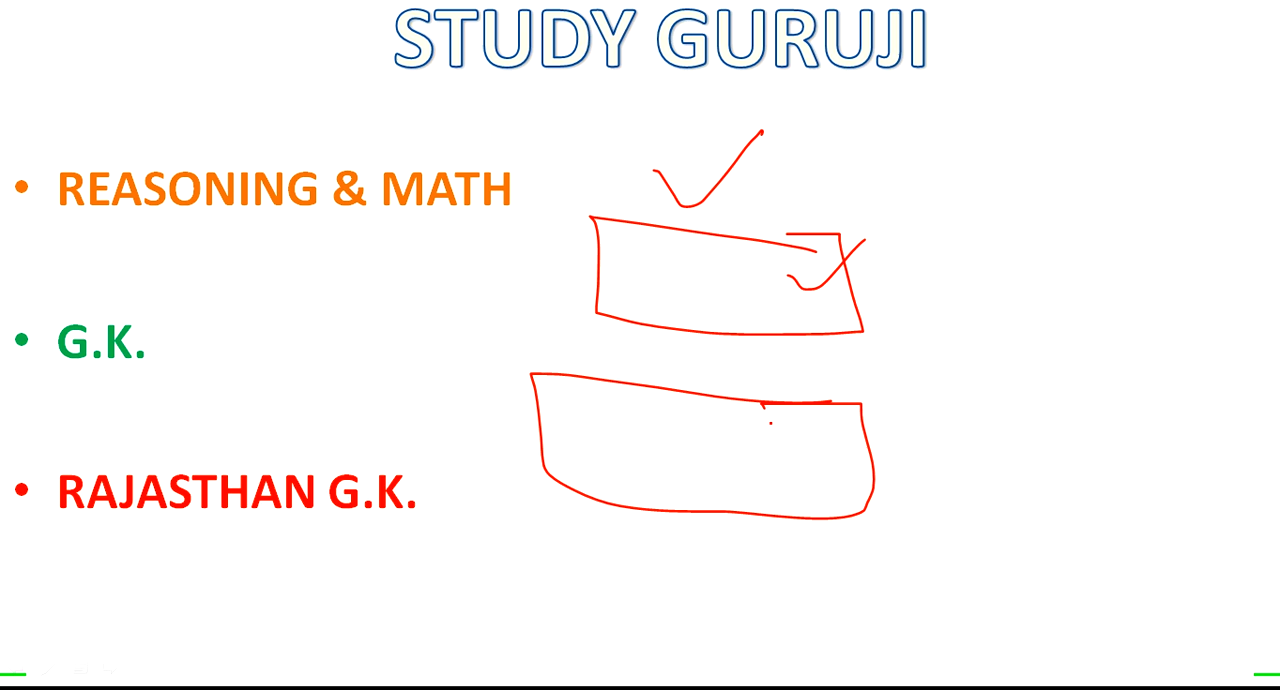 STUDY GURUJI
• REASONING & MATH
• G.K.
• RAJASTHAN G.K.